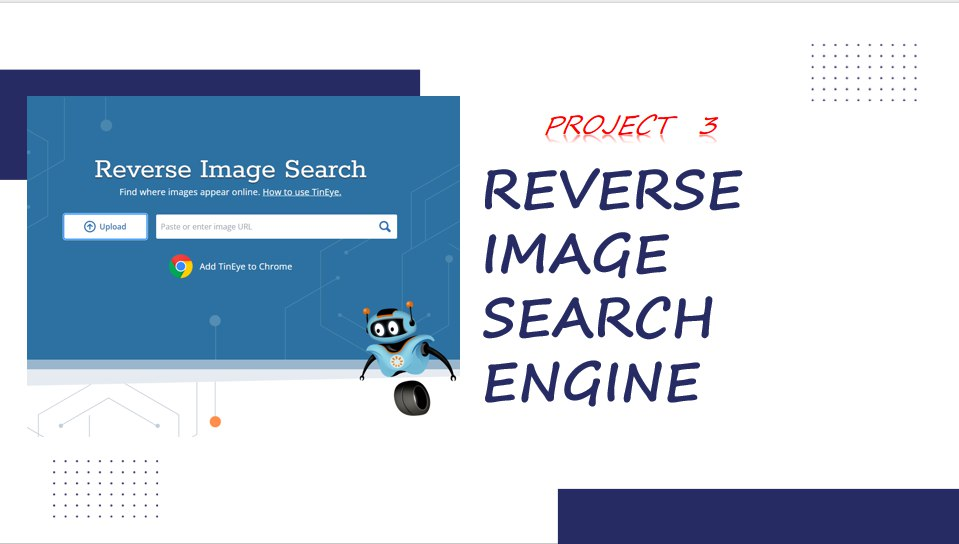 Reverse Image Search
Find where images appear online. How to use TinEye.
Upload
Paste or enter image URL
Add TinEye to Chrome
PROJECT 3
REVERSE
IMAGE
SEARCH
ENGINE